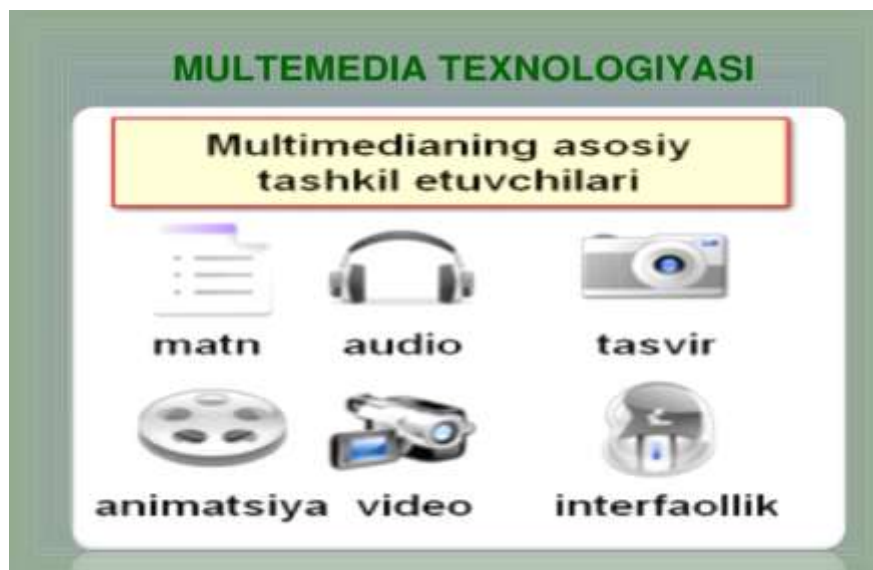 MULTEMEDIA TEXNOLOGIYASI
Multimedianing asosiy
tashkil etuvchilari
matn audio tasvir
animatsiya video interfaollik